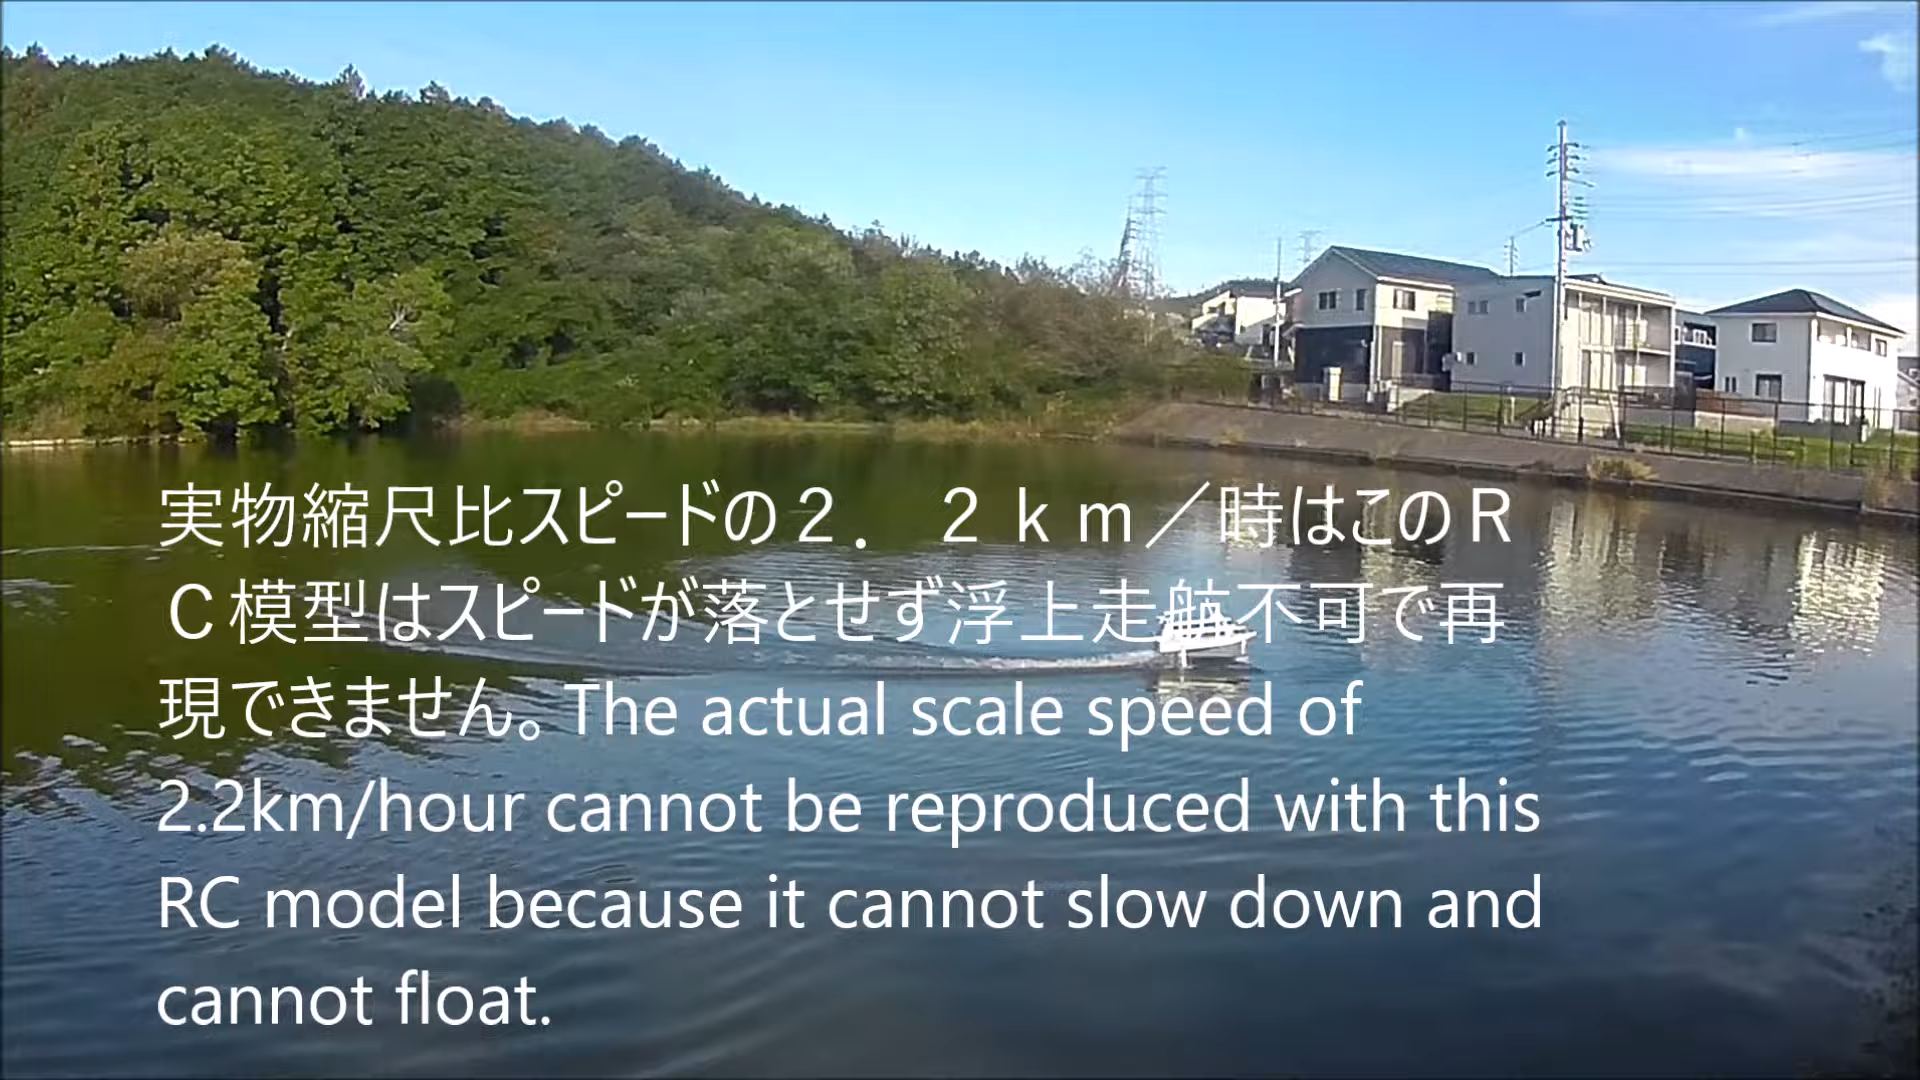 実物縮尺比スピードの２．２ｋｍ／時はこのＲ
Ｃ模型はスピードが落とせず浮上走航不可で再
現できません。The actual scale speed of
2.2km/hour cannot be reproduced with this
RC model because it cannot slow down and
cannot float.